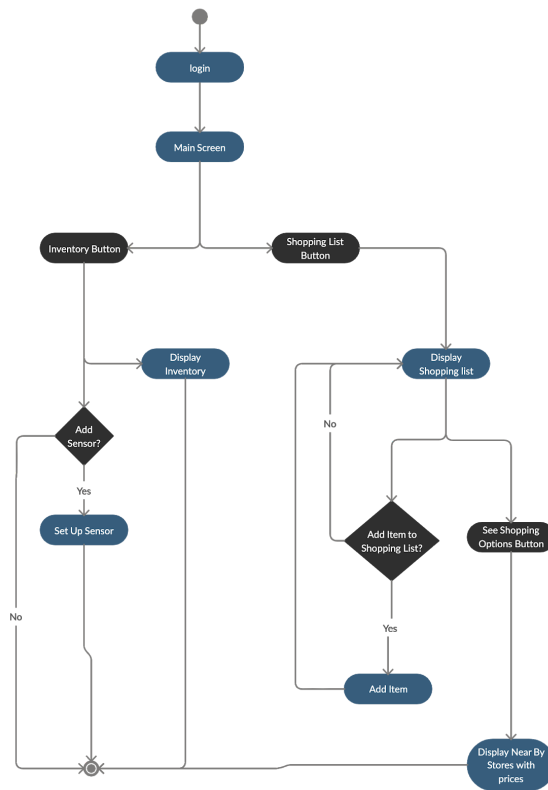 login
Main Screen
Inventory Button
Shopping List
Button
Display
Inventory
Display
Shopping list
Add
Sensor?
No
Yes
Set Up Sensor
Add Item to
Shopping List?
See Shopping
Options Button
No
Yes
Add Item
Display Near By
Stores with
prices